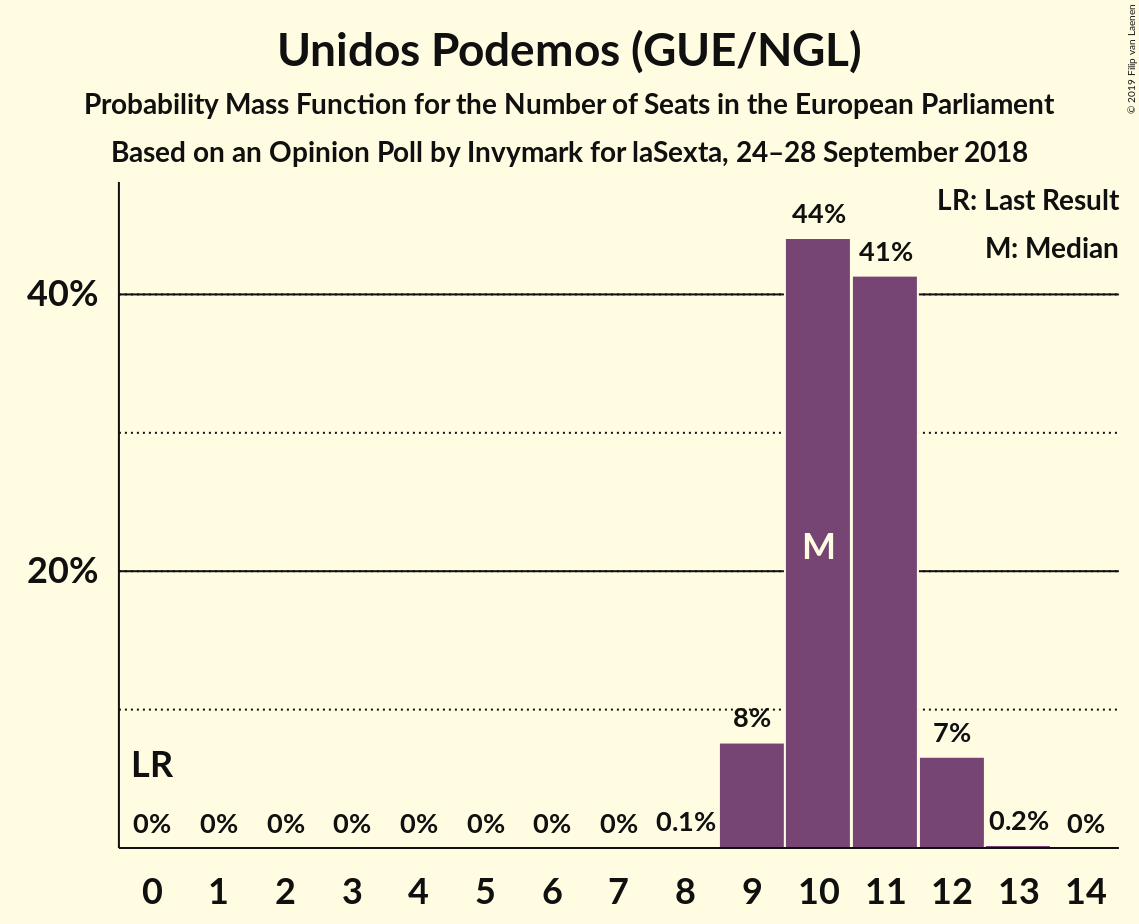 Unidos Podemos (GUE/NGL)
Probability Mass Function for the Number of Seats in the European Parliament
Based on an Opinion Poll by Invymark for laSexta, 24–28 September 2018
© 2019 Filip van Laenen
LR: Last Result
M: Median
44%
41%
40%
M
20%
8%
7%
LR
0% 0% 0% 0% 0% 0% 0% 0% 0.1% 0.2% 0%
0 1 2 3 4 5 6 7 8 9 10 11 12 13 14